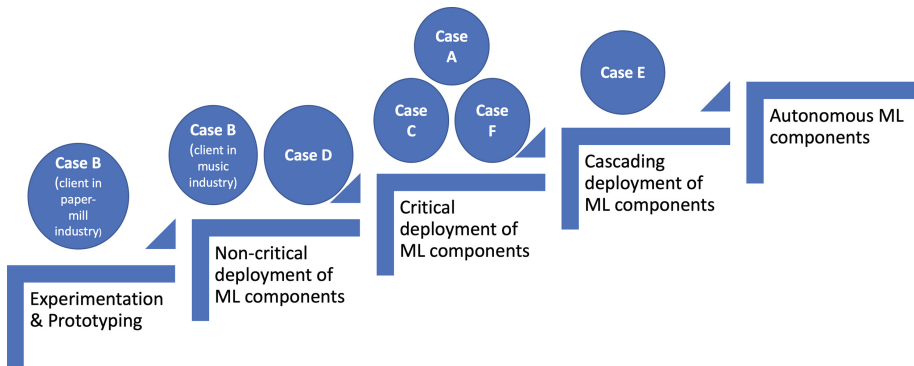 Case B
(client in
paper-
mill
industry)
Experimentation
& Prototyping
Case B
(client in
music
industry)
Case D
Non-critical
deployment of
ML components
Case
A
Case
C
Case
F
Critical
deployment of
ML components
Case E
Cascading
deployment of
ML components
Autonomous ML
components